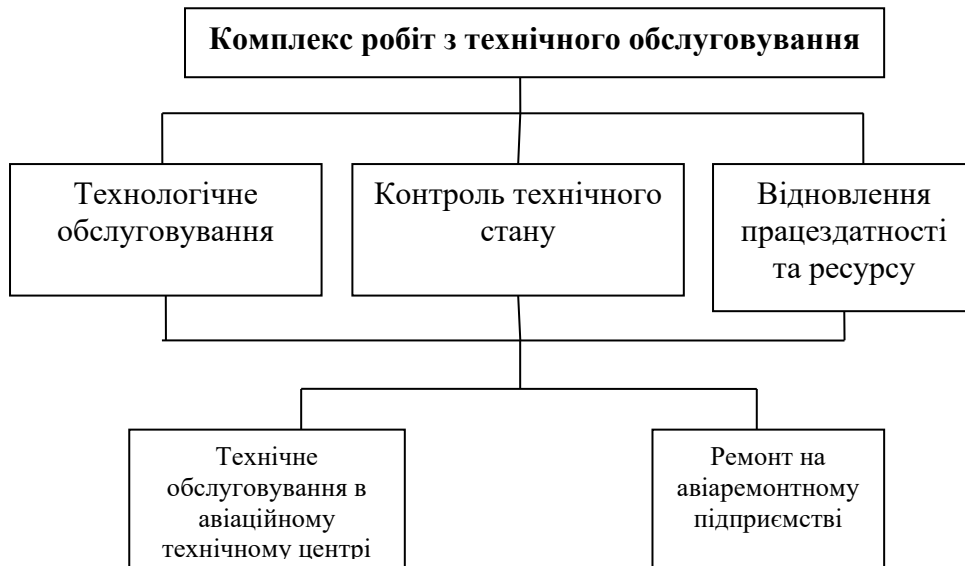 Комплекс робіт з технічного обслуговування
Технологічне
обслуговування
Контроль технічного
стану
Відновлення
працездатності
та ресурсу
Технічне
обслуговування в
авіаційному
технічному центрі
Ремонт на
авіаремонтному
підприємстві